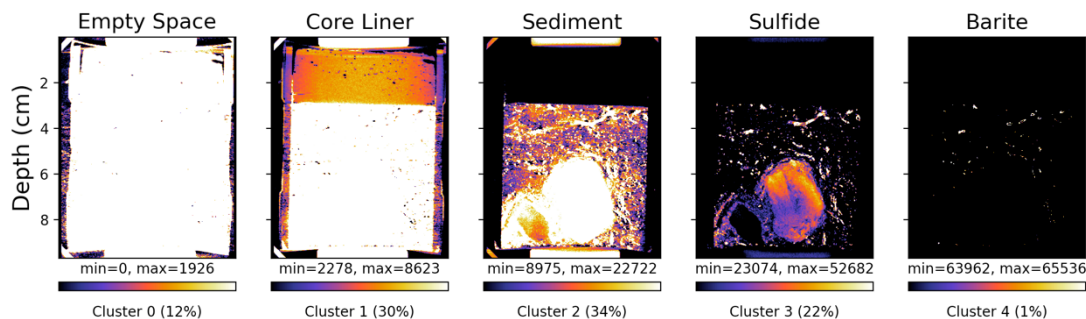 Empty Space
Core Liner
Sediment
Sulfide
Barite
Depth (cm)
2
4
6
8
min=0, max=1926
min=2278, max=8623
min=8975, max=22722
min=23074, max=52682
min=63962, max=65536
Cluster 0 (12%)
Cluster 1 (30%)
Cluster 2 (34%)
Cluster 3 (22%)
Cluster 4 (1%)